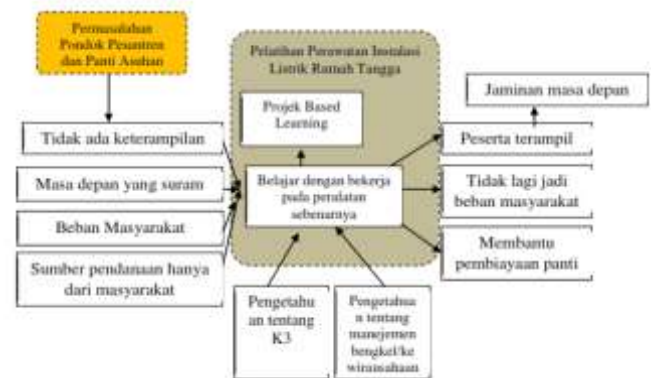 Permasalahan
Pondok Pesantren
dan Panti Asuhan
Pelatihan Perawatan Instalasi
Listrik Rumah Tangga
Projek Based
Learning
Jaminan masa depan
Tidak ada keterampilan
Peserta terampil
Masa depan yang suram
Belajar dengan bekerja
pada peralatan
sebenarnya
Tidak lagi jadi
beban masyarakat
Beban Masyarakat
Membantu
pembiayaan panti
Sumber pendanaan hanya
dari masyarakat
Pengetahu
an tentang
K3
Pengetahua
n tentang
manejemen
bengkel/ke
wirausahaan